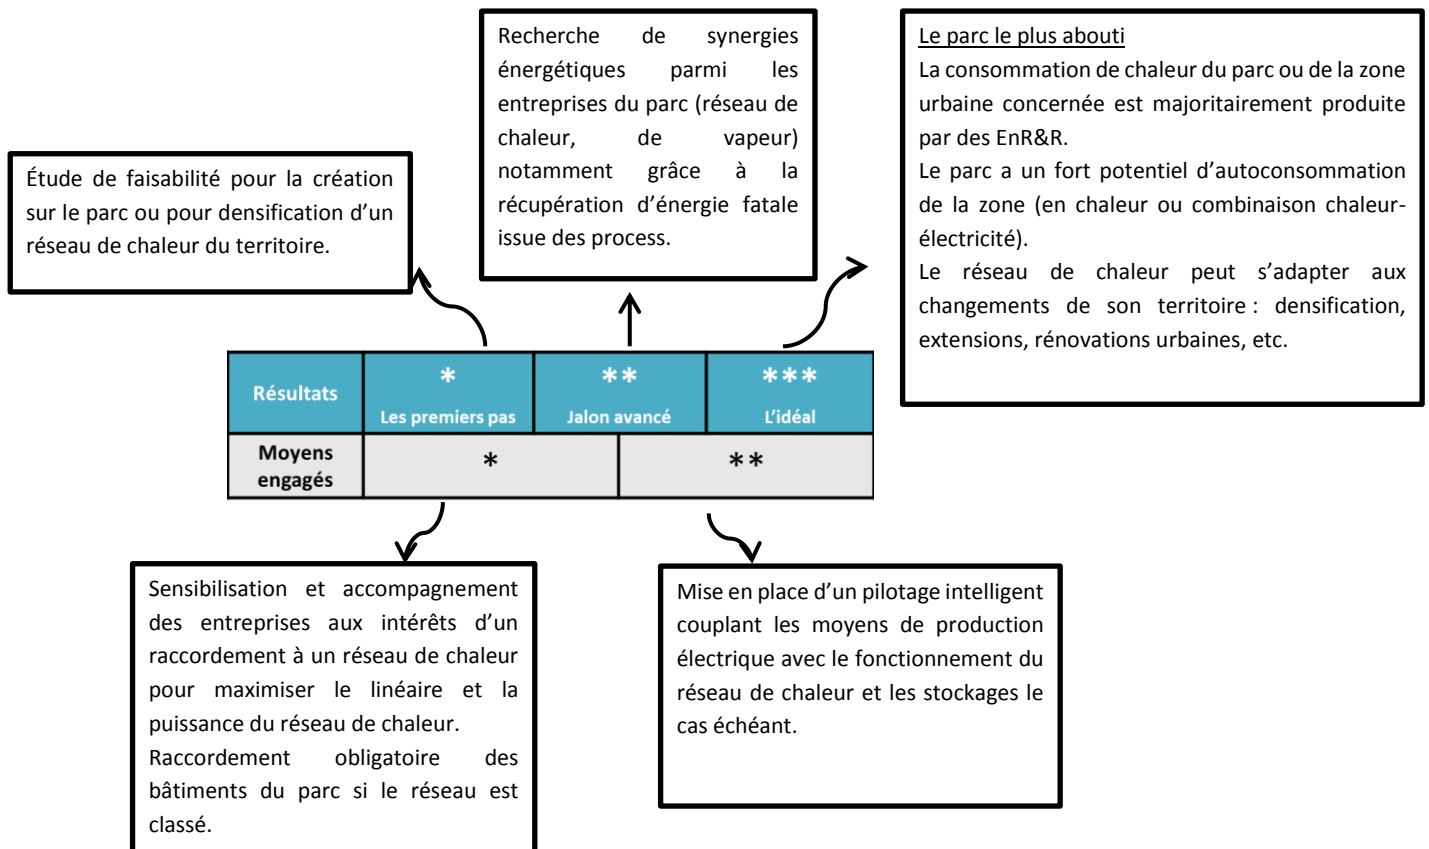 Étude de faisabilité pour la création
sur le parc ou pour densification d’un
réseau de chaleur du territoire.
Recherche de synergies
énergétiques parmi les
entreprises du parc (réseau de
chaleur, de vapeur)
notamment grâce à la
récupération d’énergie fatale
issue des process.
Le parc le plus abouti
La consommation de chaleur du parc ou de la zone
urbaine concernée est majoritairement produite
par des EnR&R.
Le parc a un fort potentiel d’autoconsommation
de la zone (en chaleur ou combinaison chaleur-
électricité).
Le réseau de chaleur peut s’adapter aux
changements de son territoire : densification,
extensions, rénovations urbaines, etc.
Résultats
*
Les premiers pas
**
Jalon avancé
***
L’idéal
Moyens
engagés
*
**
Sensibilisation et accompagnement
des entreprises aux intérêts d’un
raccordement à un réseau de chaleur
pour maximiser le linéaire et la
puissance du réseau de chaleur.
Raccordement obligatoire des
bâtiments du parc si le réseau est
classé.
Mise en place d’un pilotage intelligent
couplant les moyens de production
électrique avec le fonctionnement du
réseau de chaleur et les stockages le
cas échéant.